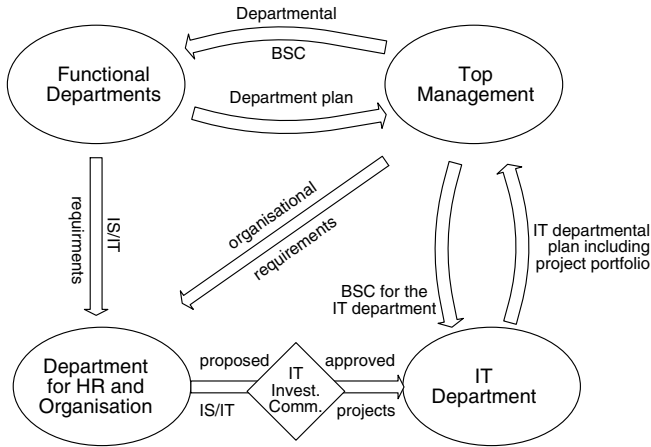 Departmental
BSC
Functional
Departments
Top
Management
Department plan
IS/IT
requirments
organisational
requirements
IT departmental
plan including
project portfolio
BSC for the
IT department
Department
for HR and
Organisation
proposed
IS/IT
IT
Invest.
Comm.
approved
projects
IT
Department